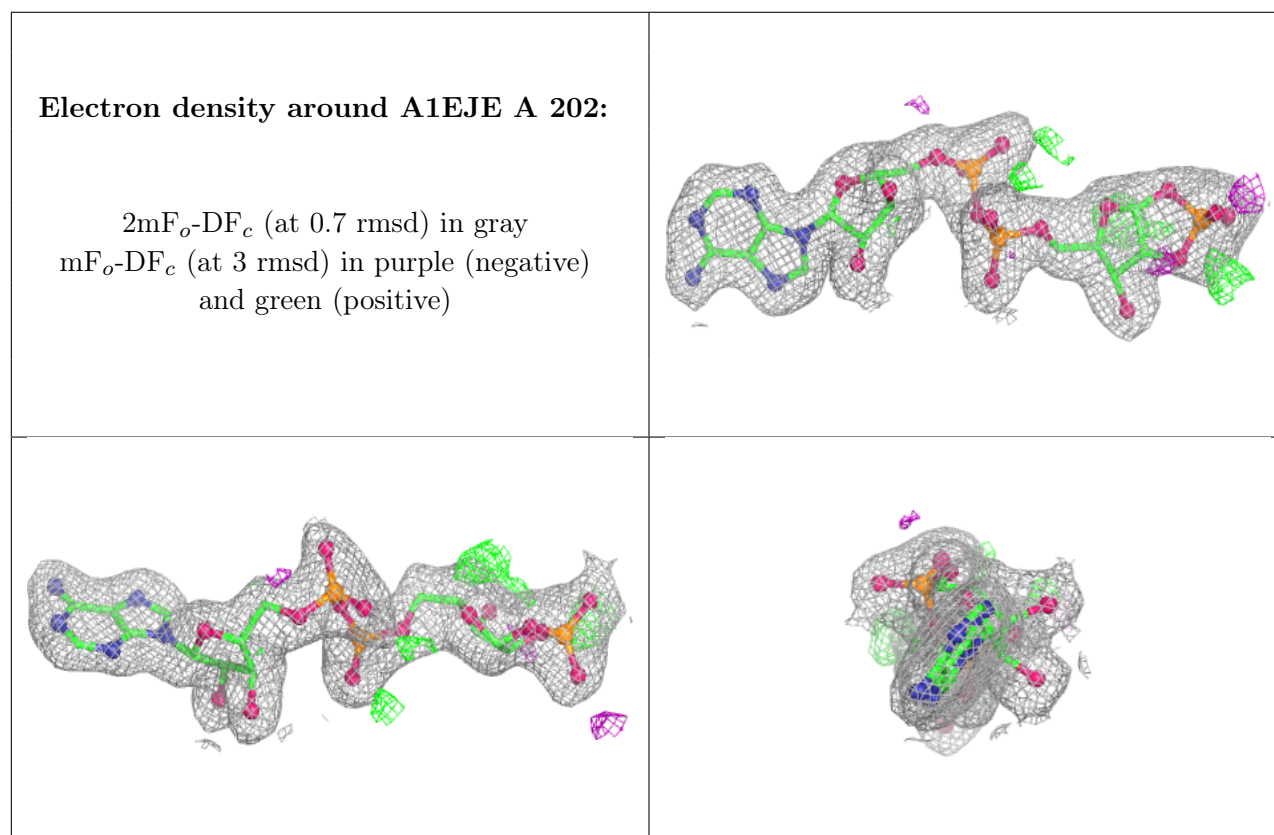 Electron density around A1EJE A 202:
2mFₒ-DF𝑐 (at 0.7 rmsd) in gray
mFₒ-DF𝑐 (at 3 rmsd) in purple (negative)
and green (positive)